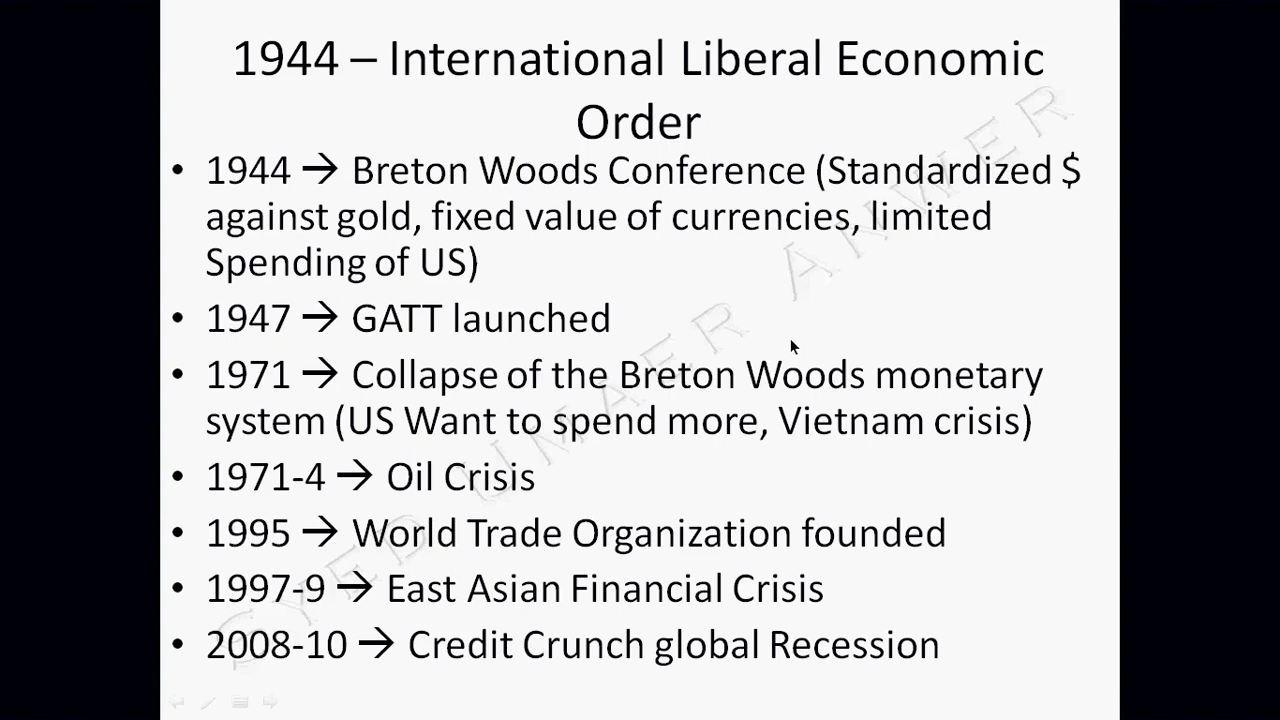 1944 – International Liberal Economic
Order
• 1944 → Breton Woods Conference (Standardized $
against gold, fixed value of currencies, limited
Spending of US)
• 1947 → GATT launched
• 1971 → Collapse of the Breton Woods monetary
system (US Want to spend more, Vietnam crisis)
• 1971-4 → Oil Crisis
• 1995 → World Trade Organization founded
• 1997-9 → East Asian Financial Crisis
• 2008-10 → Credit Crunch global Recession
SYED UMAER ANWER